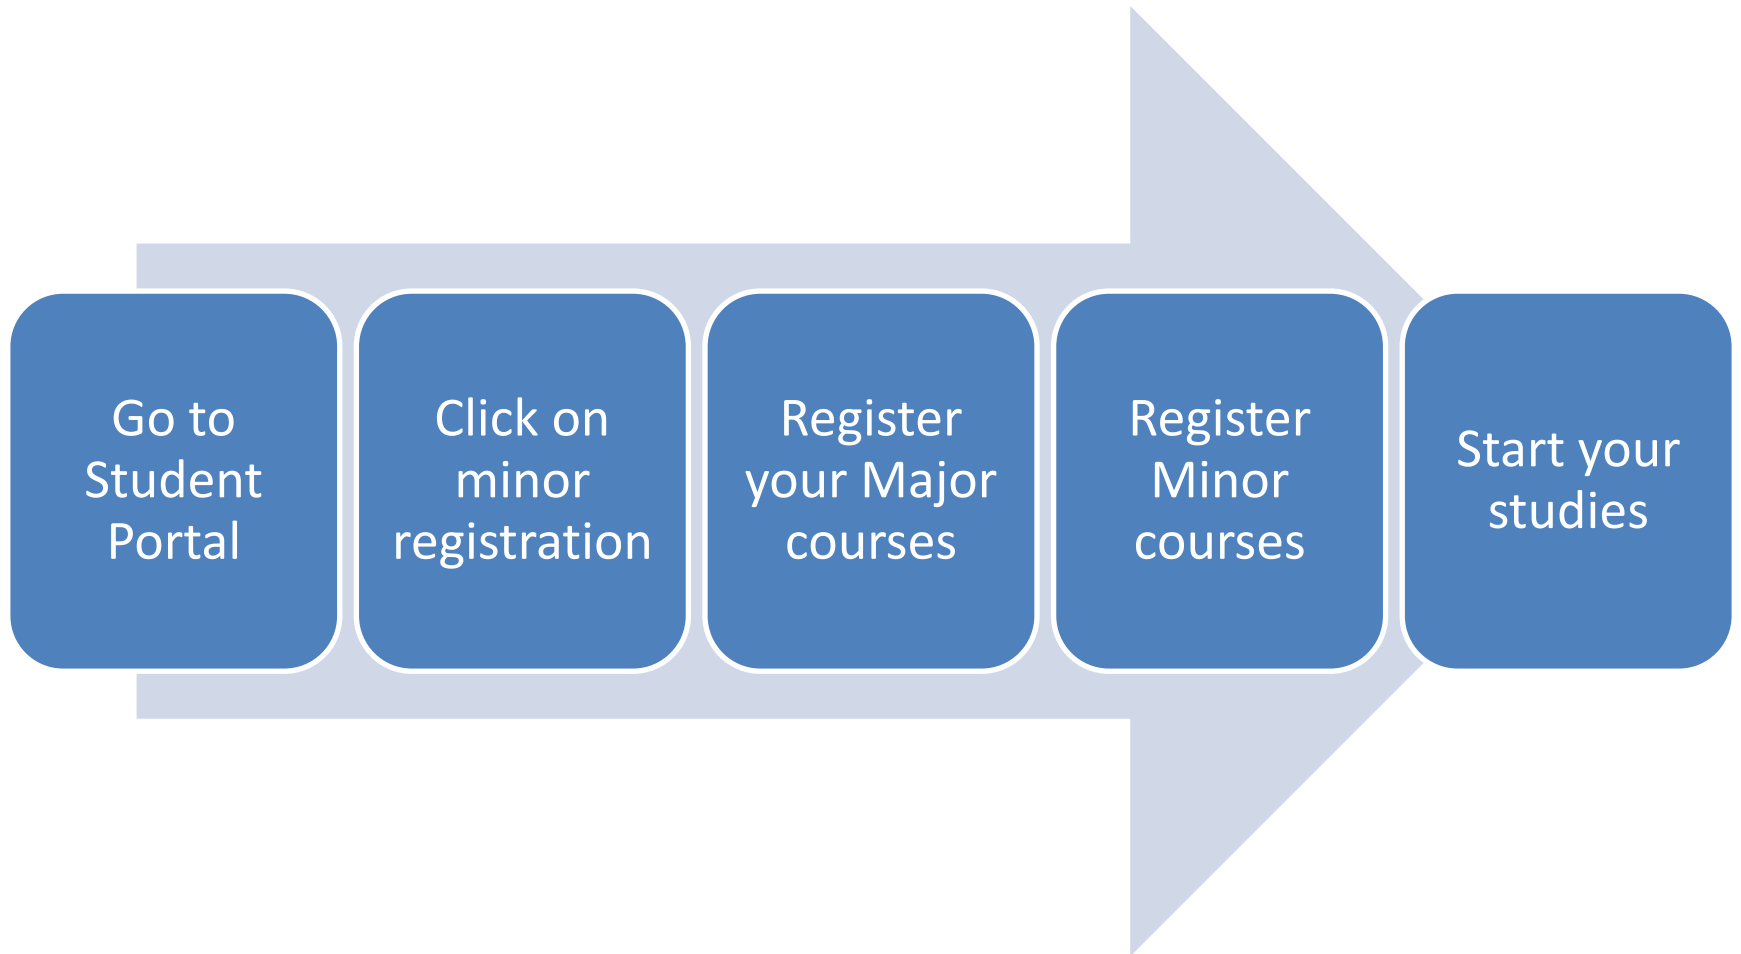 Go to
Student
Portal
Click on
minor
registration
Register
your Major
courses
Register
Minor
courses
Start your
studies